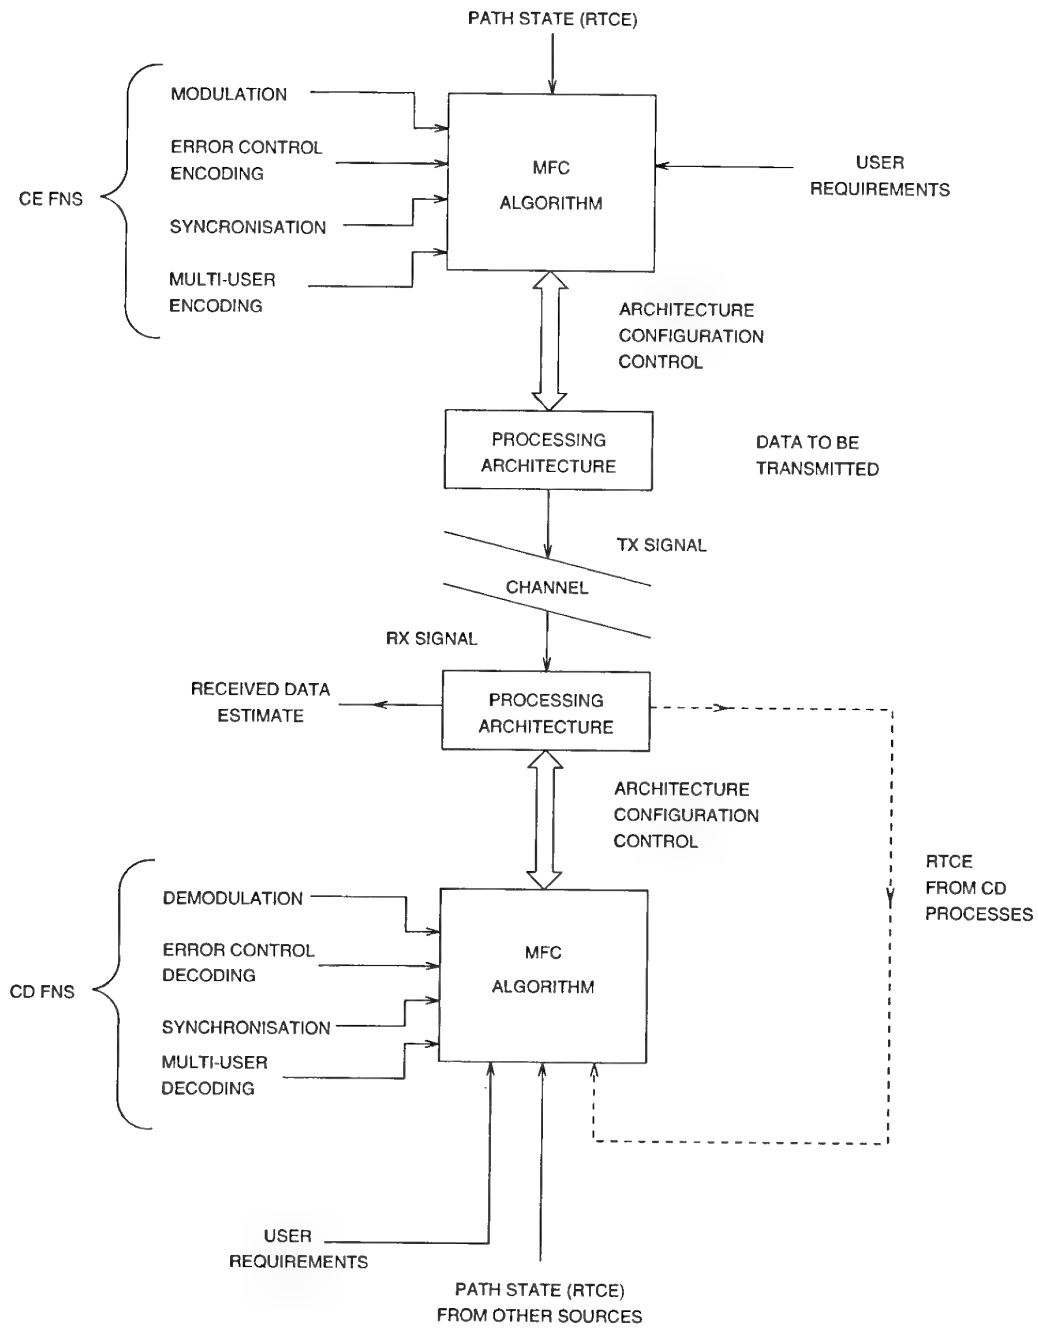 PATH STATE (RTCE)
MODULATION
ERROR CONTROL
ENCODING
CE FNS
SYNCRONISATION
MULTI-USER
ENCODING
MFC
ALGORITHM
USER
REQUIREMENTS
ARCHITECTURE
CONFIGURATION
CONTROL
PROCESSING
ARCHITECTURE
DATA TO BE
TRANSMITTED
TX SIGNAL
CHANNEL
RX SIGNAL
RECEIVED DATA
ESTIMATE
PROCESSING
ARCHITECTURE
ARCHITECTURE
CONFIGURATION
CONTROL
RTCE
FROM CD
PROCESSES
DEMODULATION
ERROR CONTROL
DECODING
CD FNS
SYNCHRONISATION
MULTI-USER
DECODING
MFC
ALGORITHM
USER
REQUIREMENTS
PATH STATE (RTCE)
FROM OTHER SOURCES